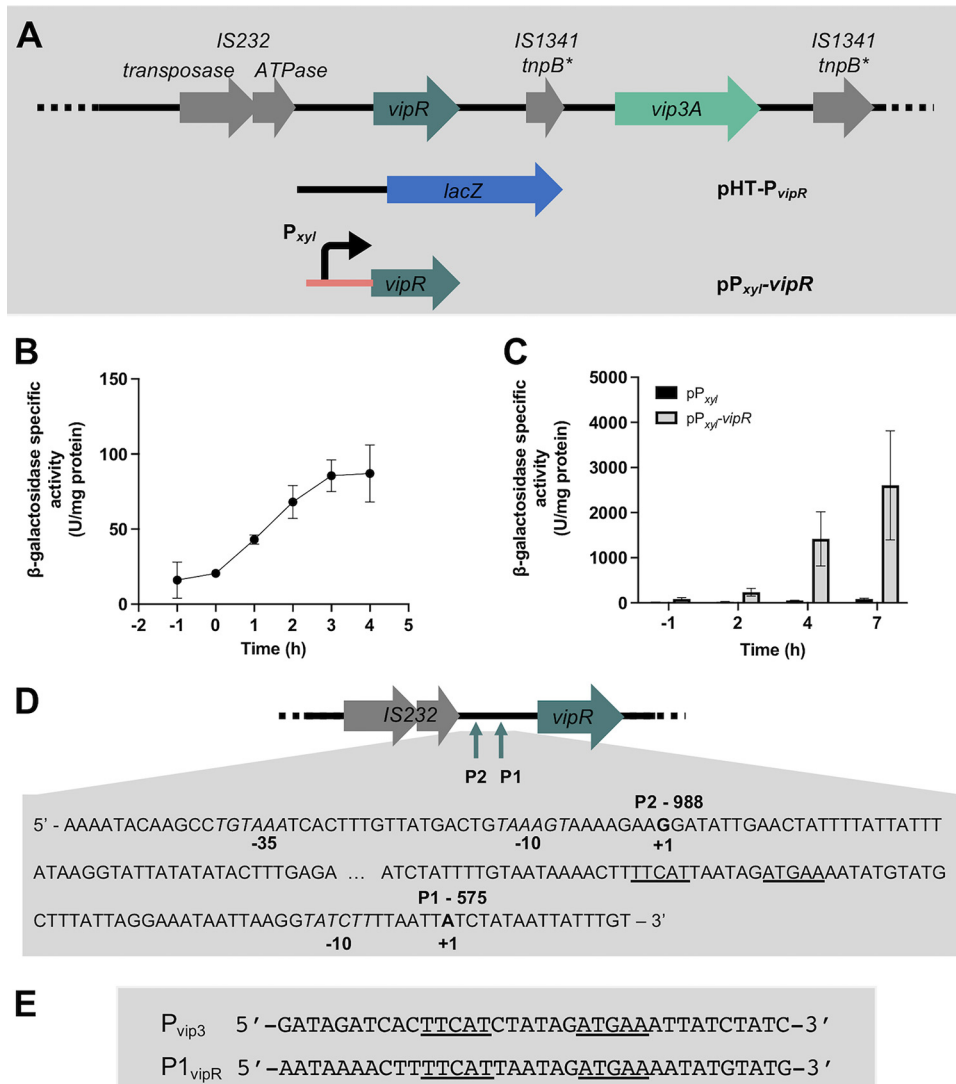 A
IS232
transposase ATPase
IS1341
tnpB*
IS1341
tnpB*
vipR
vip3A
lacZ
pHT-PvipR
Pxyl
vipR
pPxyl-vipR
B
β-galactosidase specific
activity
(U/mg protein)
150
100
50
0
-2 -1 0 1 2 3 4 5
Time (h)
C
β-galactosidase specific
activity
(U/mg protein)
5000
4000
3000
2000
1000
0
pPxyl
pPxyl-vipR
-1 2 4 7
Time (h)
D
IS232
vipR
P2 P1
P2 - 988
5' - AAAATACAAGCCTGTAAATCACTTTGTTATGACTGTAAAGTAAAAGAAGGATATTGAACTATTTTATTATTT
-35 -10 +1
ATAAGGTATTATATATACTTTGAGA ... ATCTATTTTGTAATAAAACTTTTCATTAATAGATGAAAATATGTATG
P1 - 575
CTTTATTAGGAAATAATTAAGGTATCTTTTAATTATCTATAATTATTTGT – 3'
-10 +1
E
Pvip3 5'-GATAGATCACTTCATCTATAGATGAAATTATCTATC-3'
P1vipR 5'-AATAAAACTTTTCATTAATAGATGAAAATATGTATG-3'